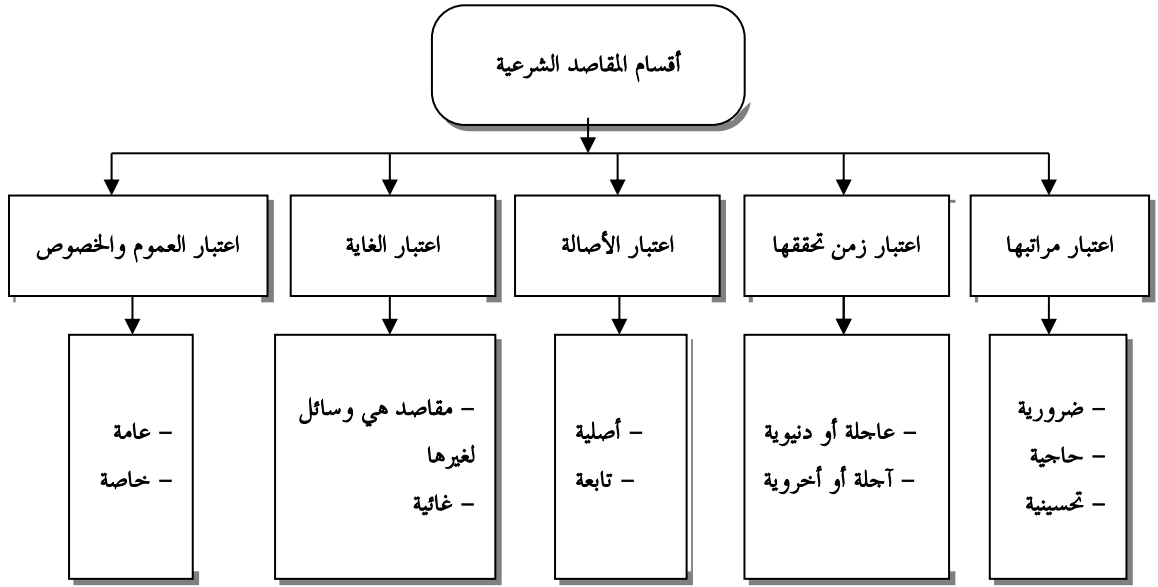 أقسام المقاصد الشرعية
اعتبار مراتبها
اعتبار زمن تحققها
اعتبار الأصالة
اعتبار الغاية
اعتبار العموم والخصوص
– ضرورية
– حاجية
– تحسينية
– عاجلة أو دنيوية
– آجلة أو أخروية
– أصلية
– تابعة
– مقاصد هي وسائل
لغيرها
– غائية
– عامة
– خاصة